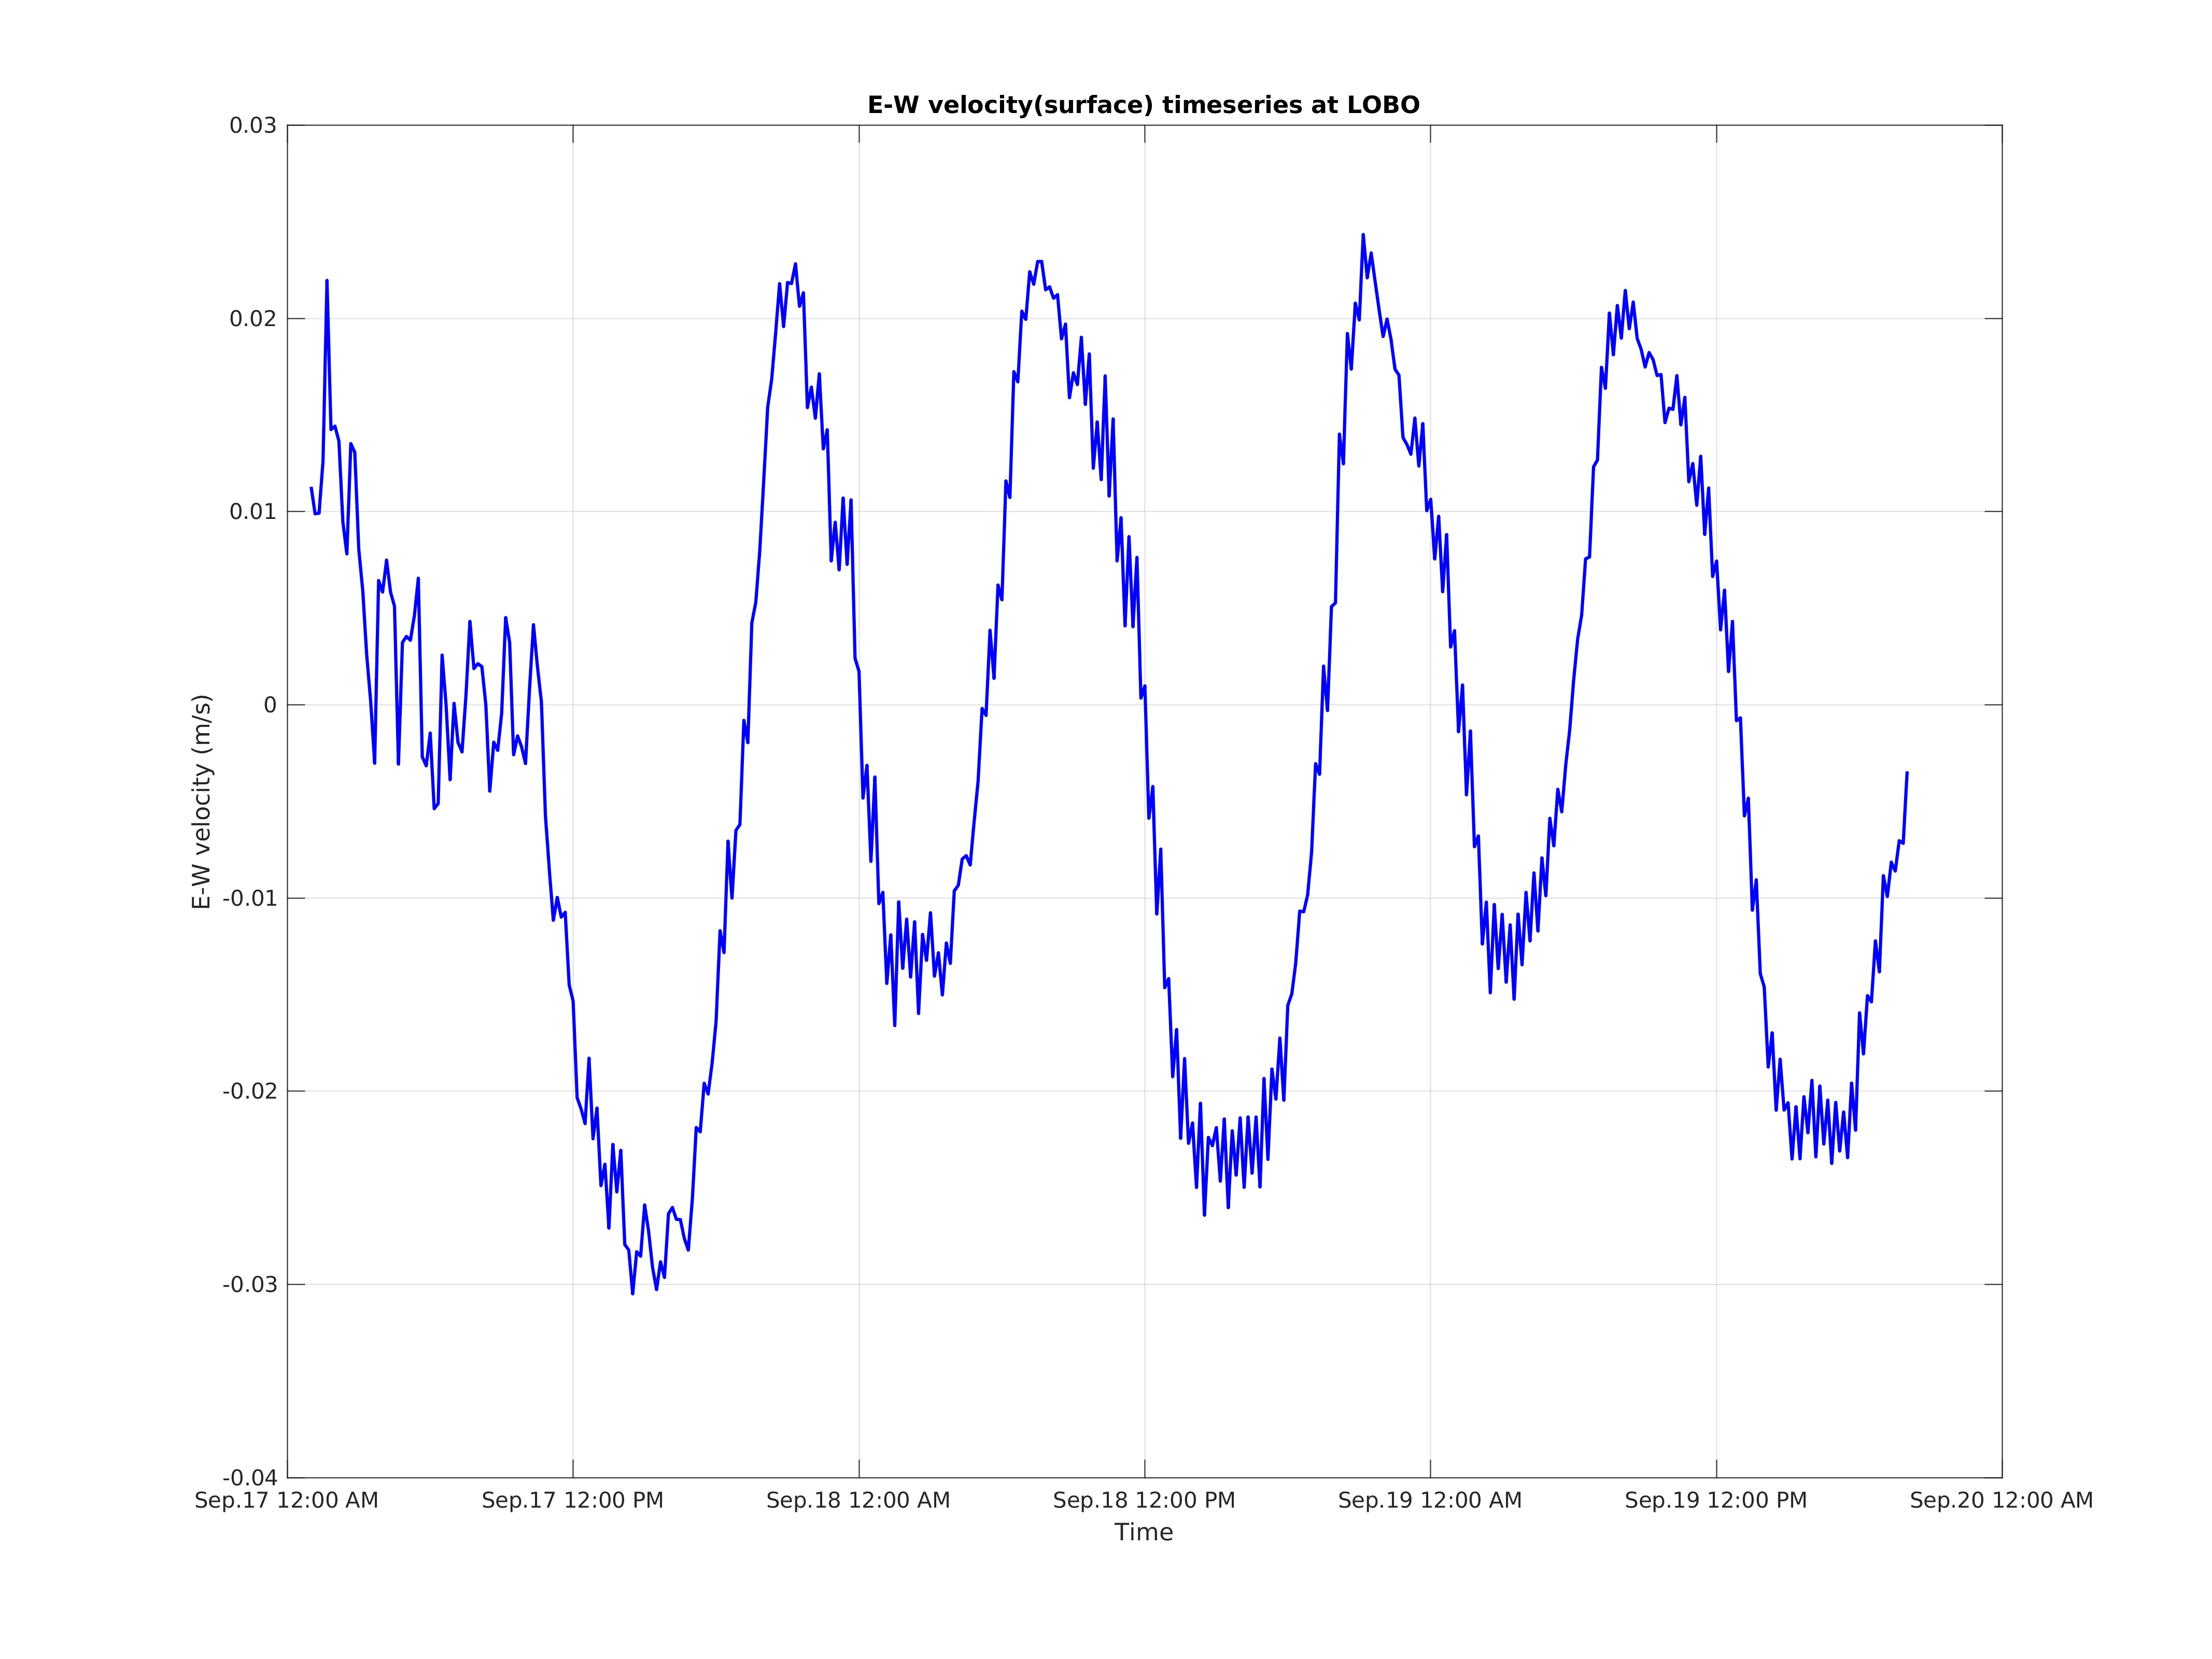 E-W velocity(surface) timeseries at LOBO
0.03
0.02
0.01
0
-0.01
-0.02
-0.03
-0.04
E-W velocity (m/s)
Sep.17 12:00 AM
Sep.17 12:00 PM
Sep.18 12:00 AM
Sep.18 12:00 PM
Sep.19 12:00 AM
Sep.19 12:00 PM
Sep.20 12:00 AM
Time